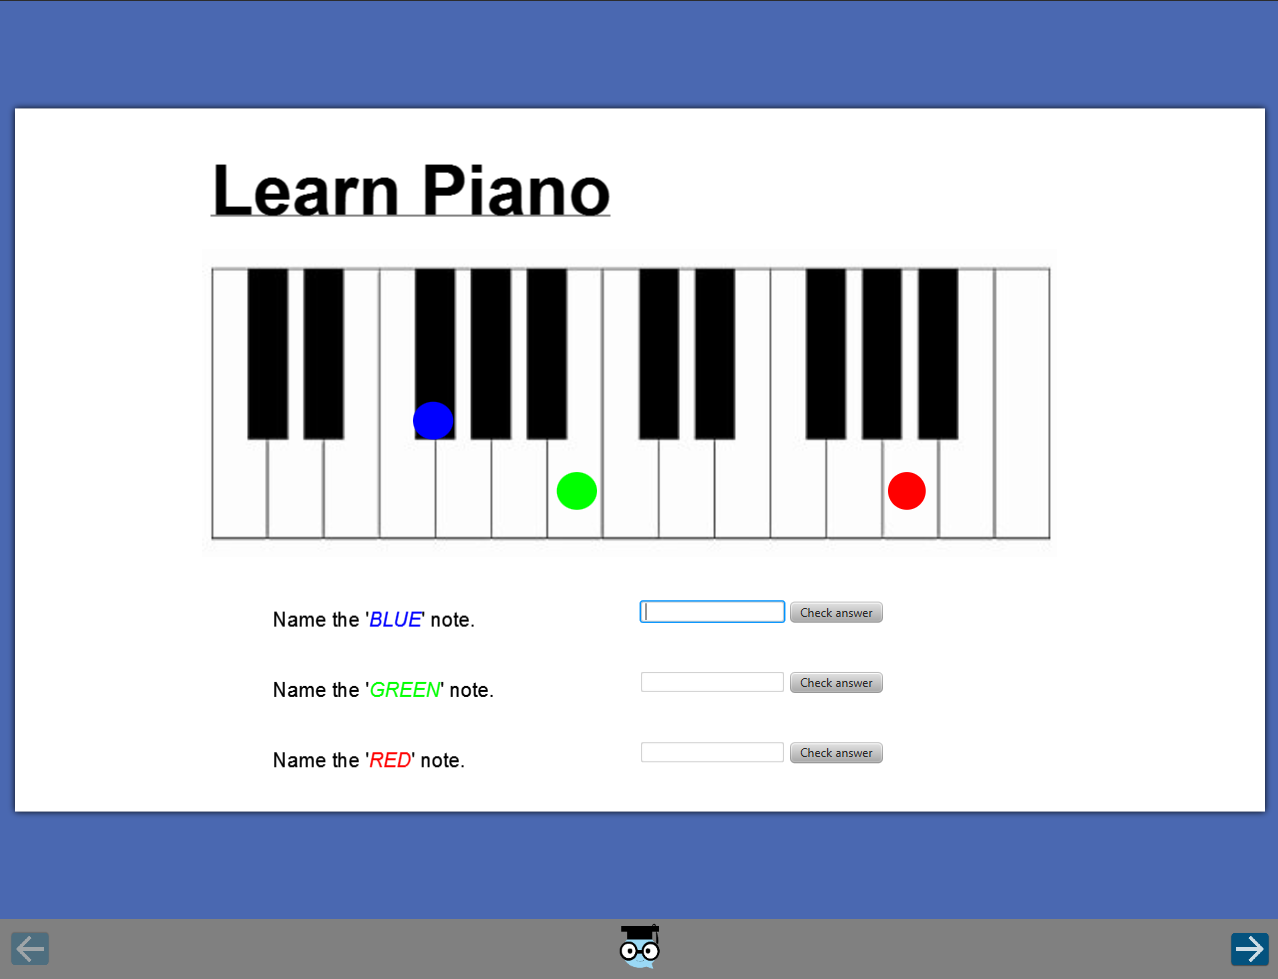 Learn Piano
Name the 'BLUE' note.
Check answer
Name the 'GREEN' note.
Check answer
Name the 'RED' note.
Check answer